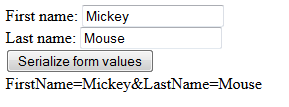 First name: Mickey
Last name: Mouse
Serialize form values
FirstName=Mickey&LastName=Mouse